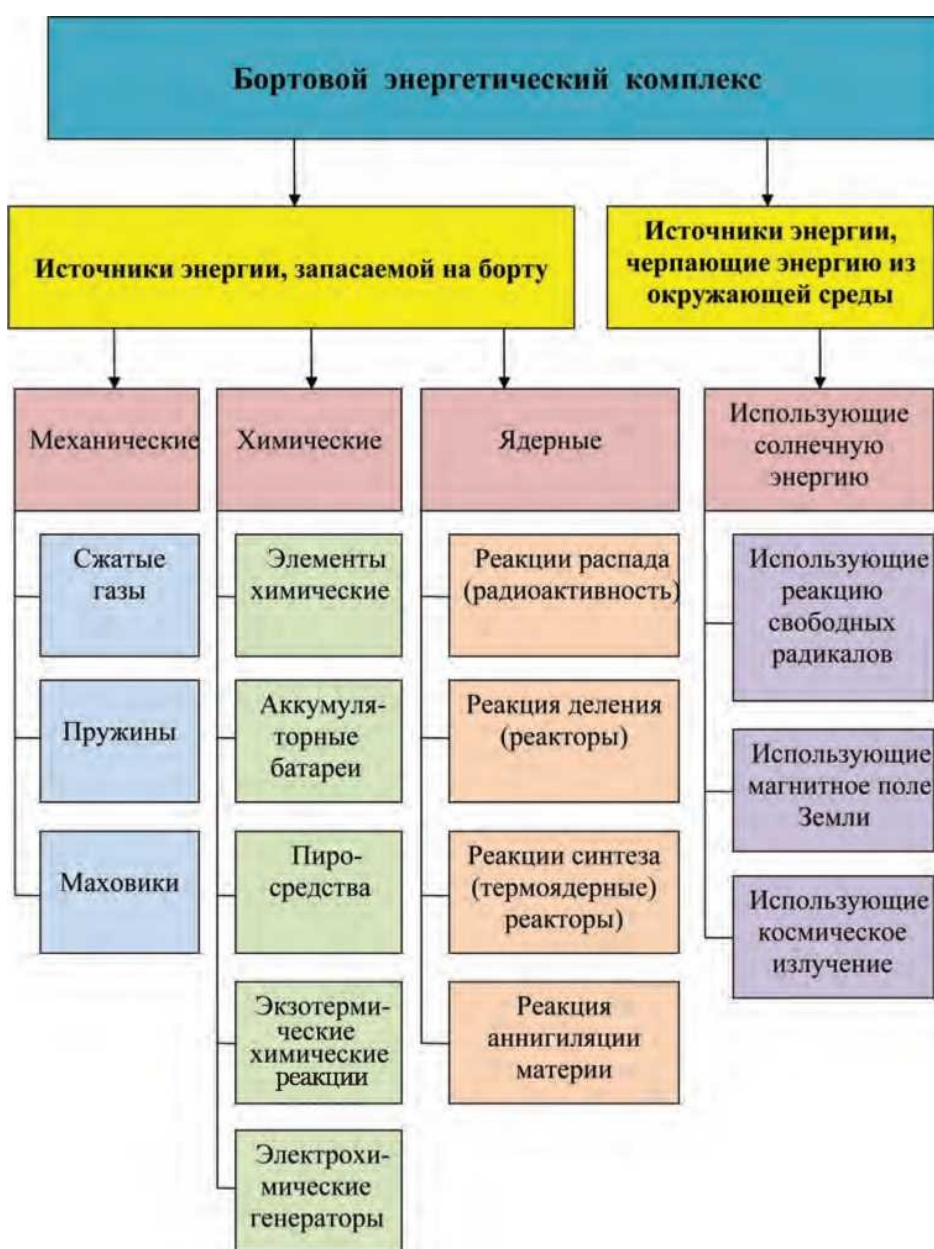 Бортовой энергетический комплекс
Источники энергии, запасаемой на борту
Источники энергии,
черпающие энергию из
окружающей среды
Механические
Сжатые
газы
Пружины
Маховики
Химические
Элементы
химические
Аккумуля-
торные
батареи
Пиро-
средства
Экзотерми-
ческие
химические
реакции
Электрохи-
мические
генераторы
Ядерные
Реакции распада
(радиоактивность)
Реакция деления
(реакторы)
Реакции синтеза
(термоядерные)
реакторы)
Реакция
аннигиляции
материи
Использующие
солнечную
энергию
Использующие
реакцию
свободных
радикалов
Использующие
магнитное поле
Земли
Использующие
космическое
излучение